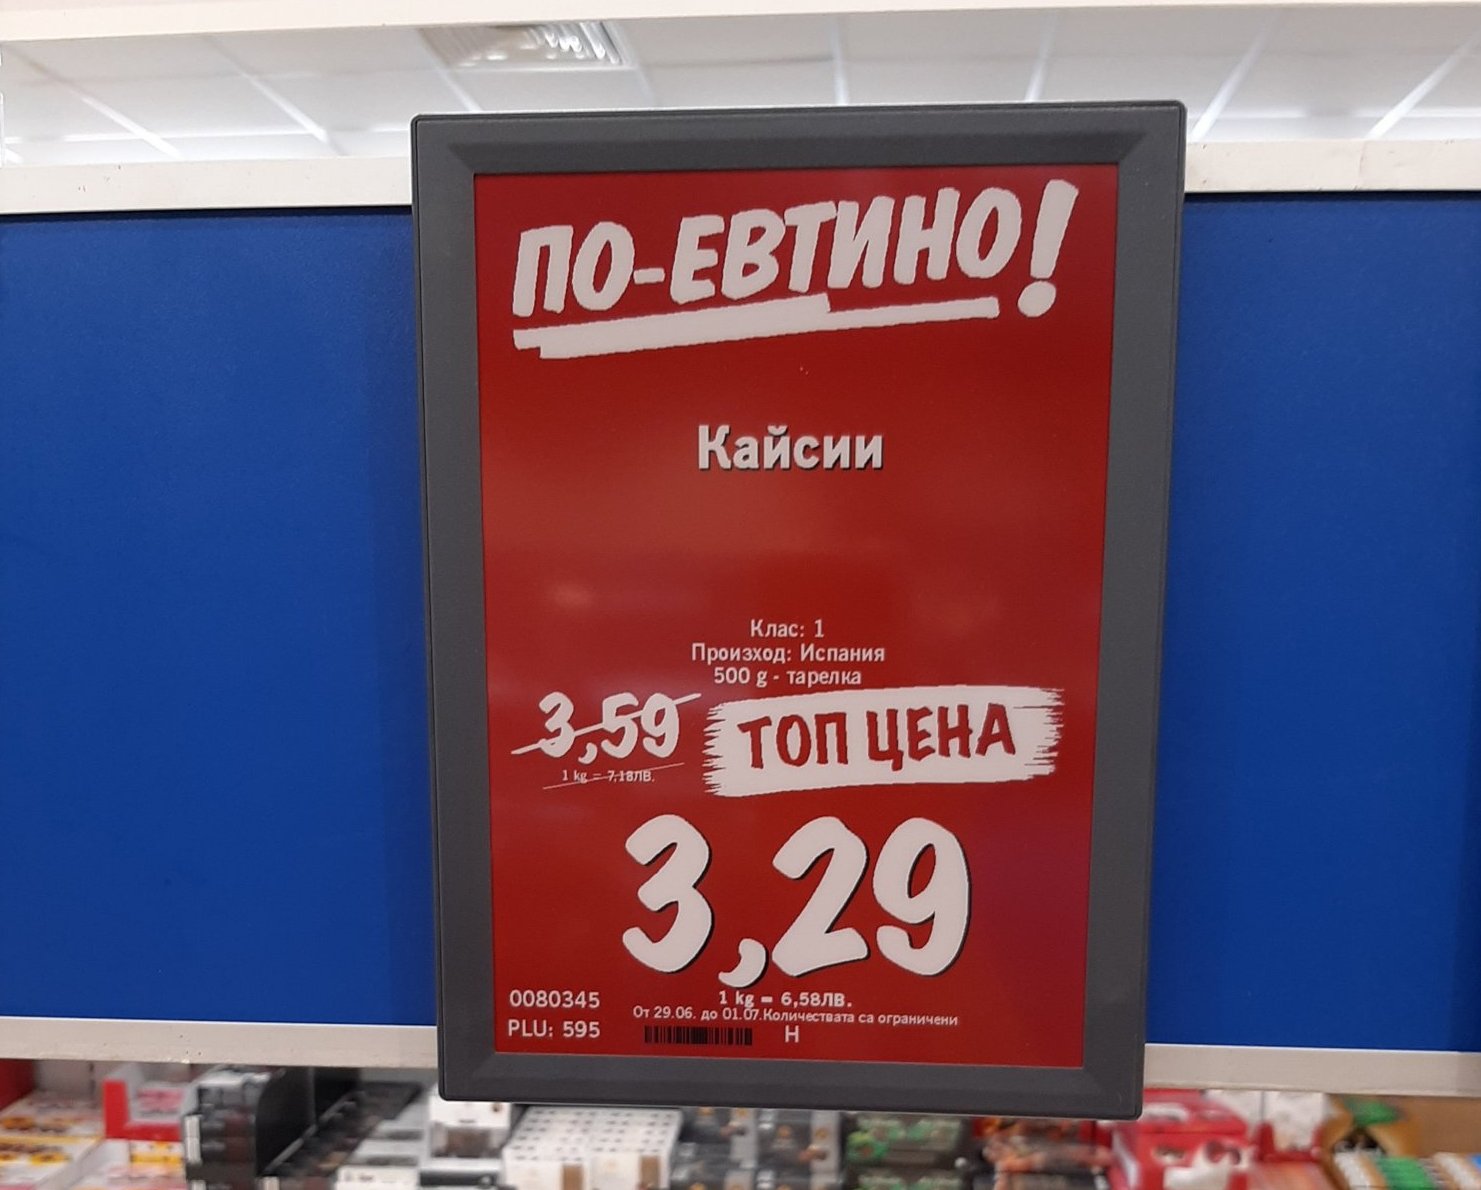 ПО-ЕВТИНО!
Кайсии
Клас: 1
Произход: Испания
500 g - тарелка
3,59
1 kg = 7,18ЛВ.
ТОП ЦЕНА
3,29
1 kg = 6,58ЛВ.
От 29.06. до 01.07.Количествата са ограничени
0080345
PLU: 595
H